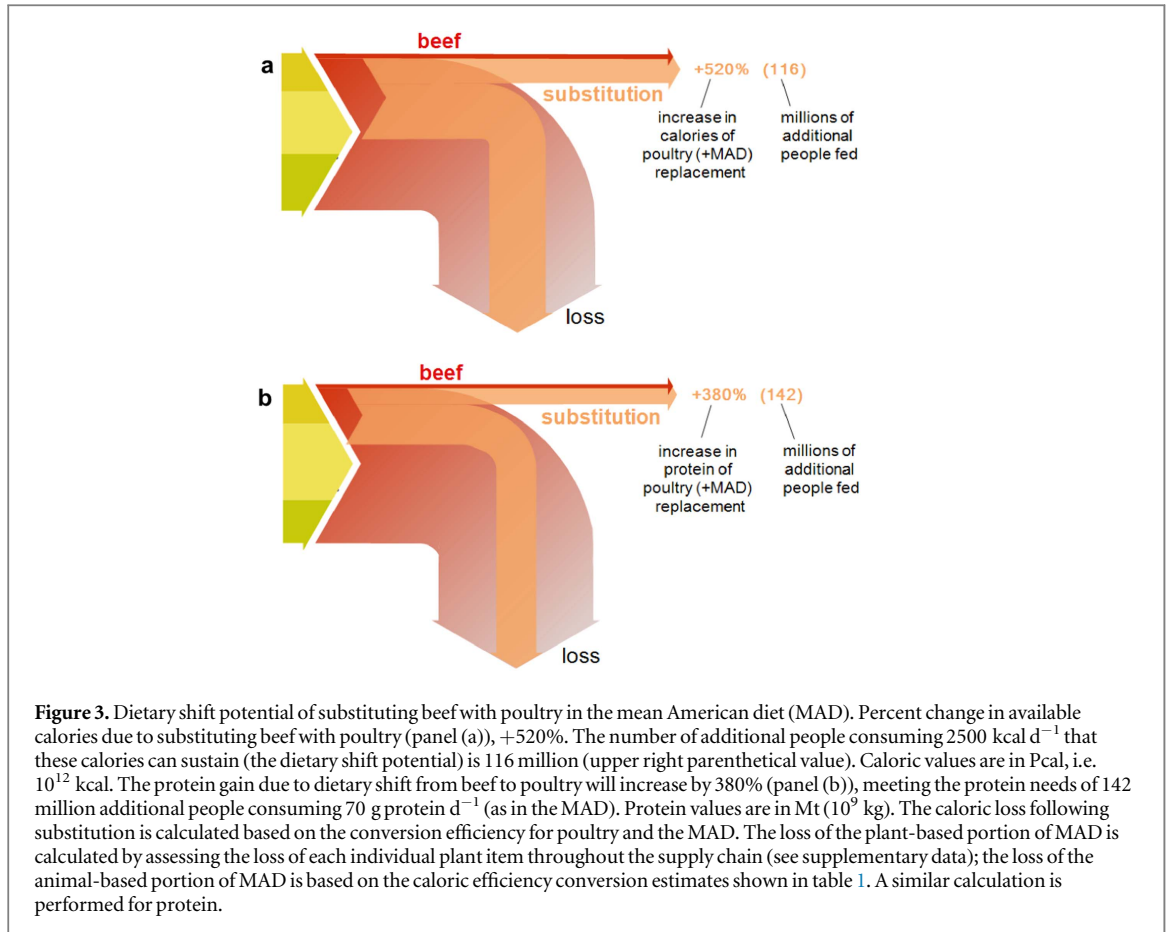 beef
a
+520% (116)
substitution
increase in
calories of
poultry (+MAD)
replacement
millions of
additional
people fed
loss
beef
b
+380% (142)
substitution
increase in
protein of
poultry (+MAD)
replacement
millions of
additional
people fed
loss
Figure 3. Dietary shift potential of substituting beef with poultry in the mean American diet (MAD). Percent change in available
calories due to substituting beef with poultry (panel (a)), +520%. The number of additional people consuming 2500 kcal d⁻¹ that
these calories can sustain (the dietary shift potential) is 116 million (upper right parenthetical value). Caloric values are in Pcal, i.e.
10¹² kcal. The protein gain due to dietary shift from beef to poultry will increase by 380% (panel (b)), meeting the protein needs of 142
million additional people consuming 70 g protein d⁻¹ (as in the MAD). Protein values are in Mt (10⁹ kg). The caloric loss following
substitution is calculated based on the conversion efficiency for poultry and the MAD. The loss of the plant-based portion of MAD is
calculated by assessing the loss of each individual plant item throughout the supply chain (see supplementary data); the loss of the
animal-based portion of MAD is based on the caloric efficiency conversion estimates shown in table 1. A similar calculation is
performed for protein.